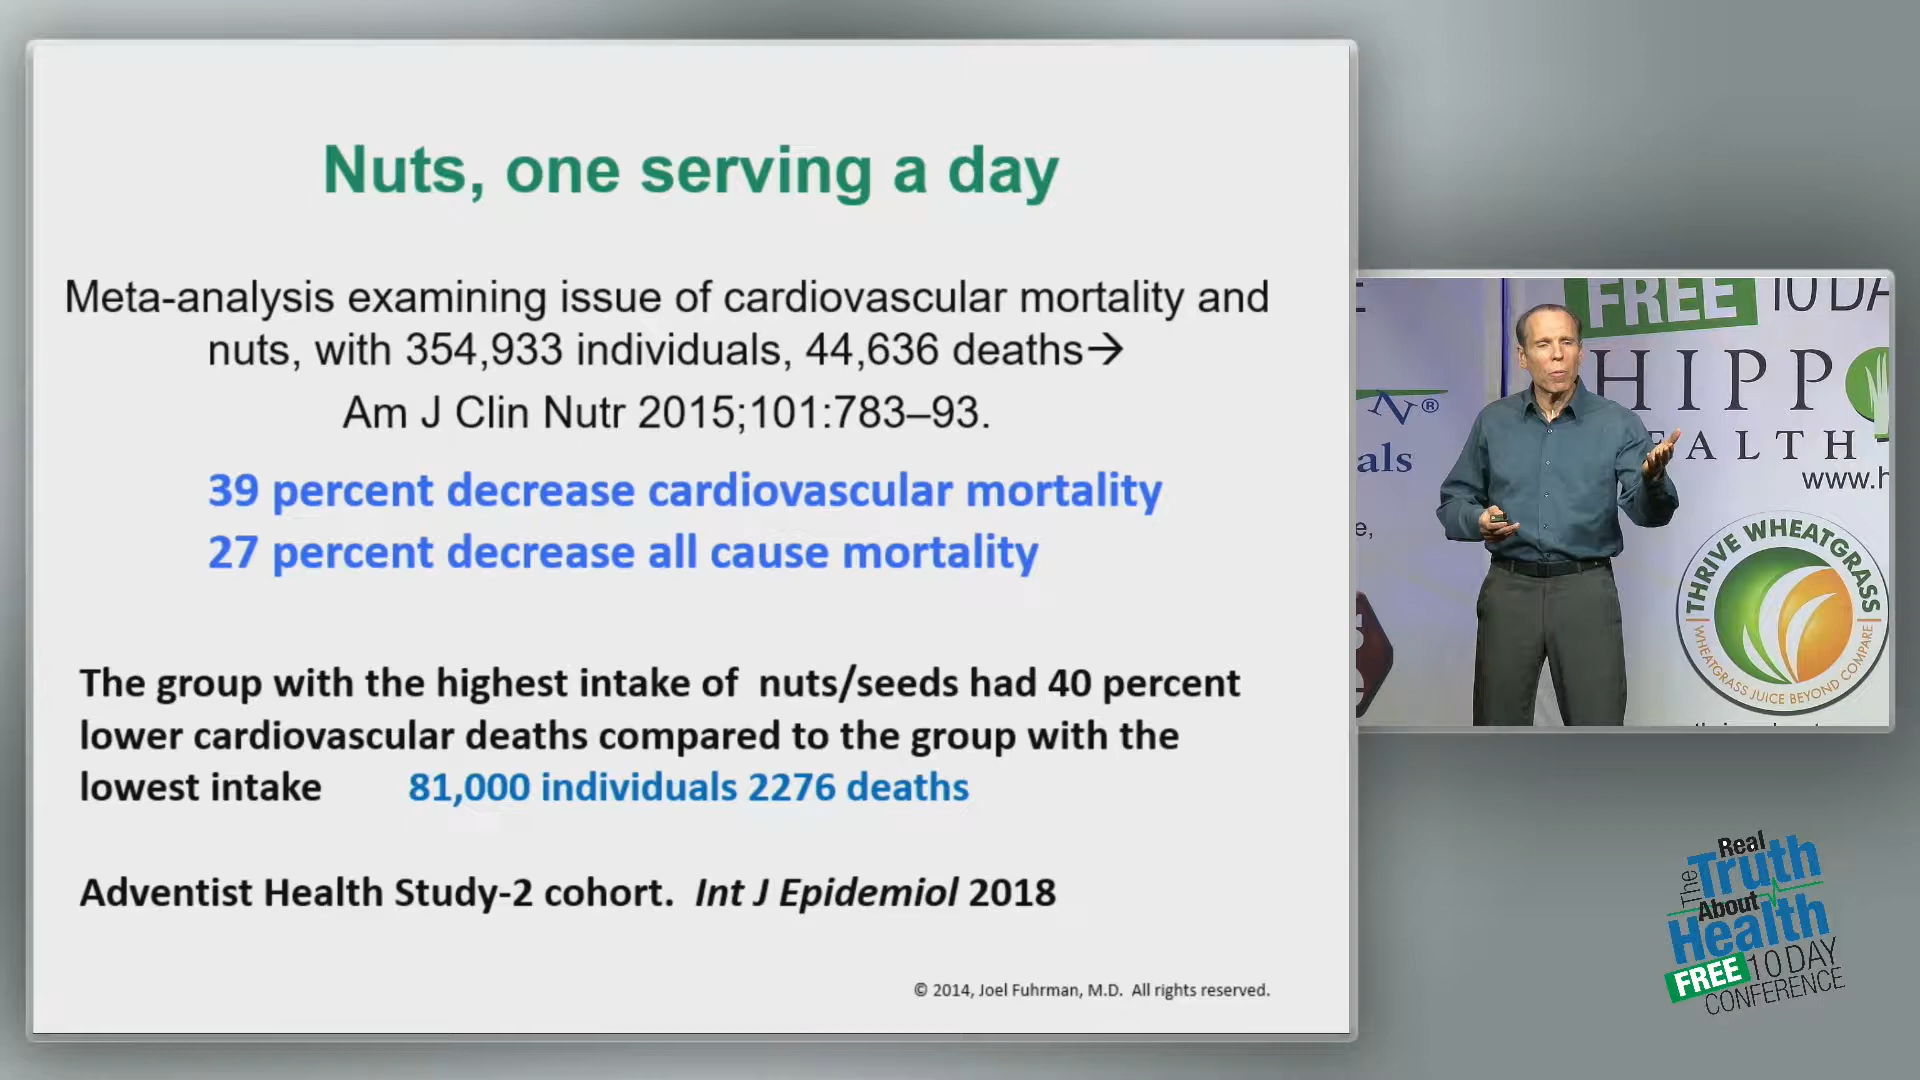 Nuts, one serving a day
Meta-analysis examining issue of cardiovascular mortality and
nuts, with 354,933 individuals, 44,636 deaths→
Am J Clin Nutr 2015;101:783–93.
39 percent decrease cardiovascular mortality
27 percent decrease all cause mortality
The group with the highest intake of nuts/seeds had 40 percent
lower cardiovascular deaths compared to the group with the
lowest intake 81,000 individuals 2276 deaths
Adventist Health Study-2 cohort. Int J Epidemiol 2018
© 2014, Joel Fuhrman, M.D. All rights reserved.
FREE 10 DA
HIPP
EALTH
www.h
N®
als
e,
THRIVE WHEATGRASS
WHEATGRASS JUICE BEYOND COMPARE
The Real
Truth
About
Health
FREE 10 DAY
CONFERENCE